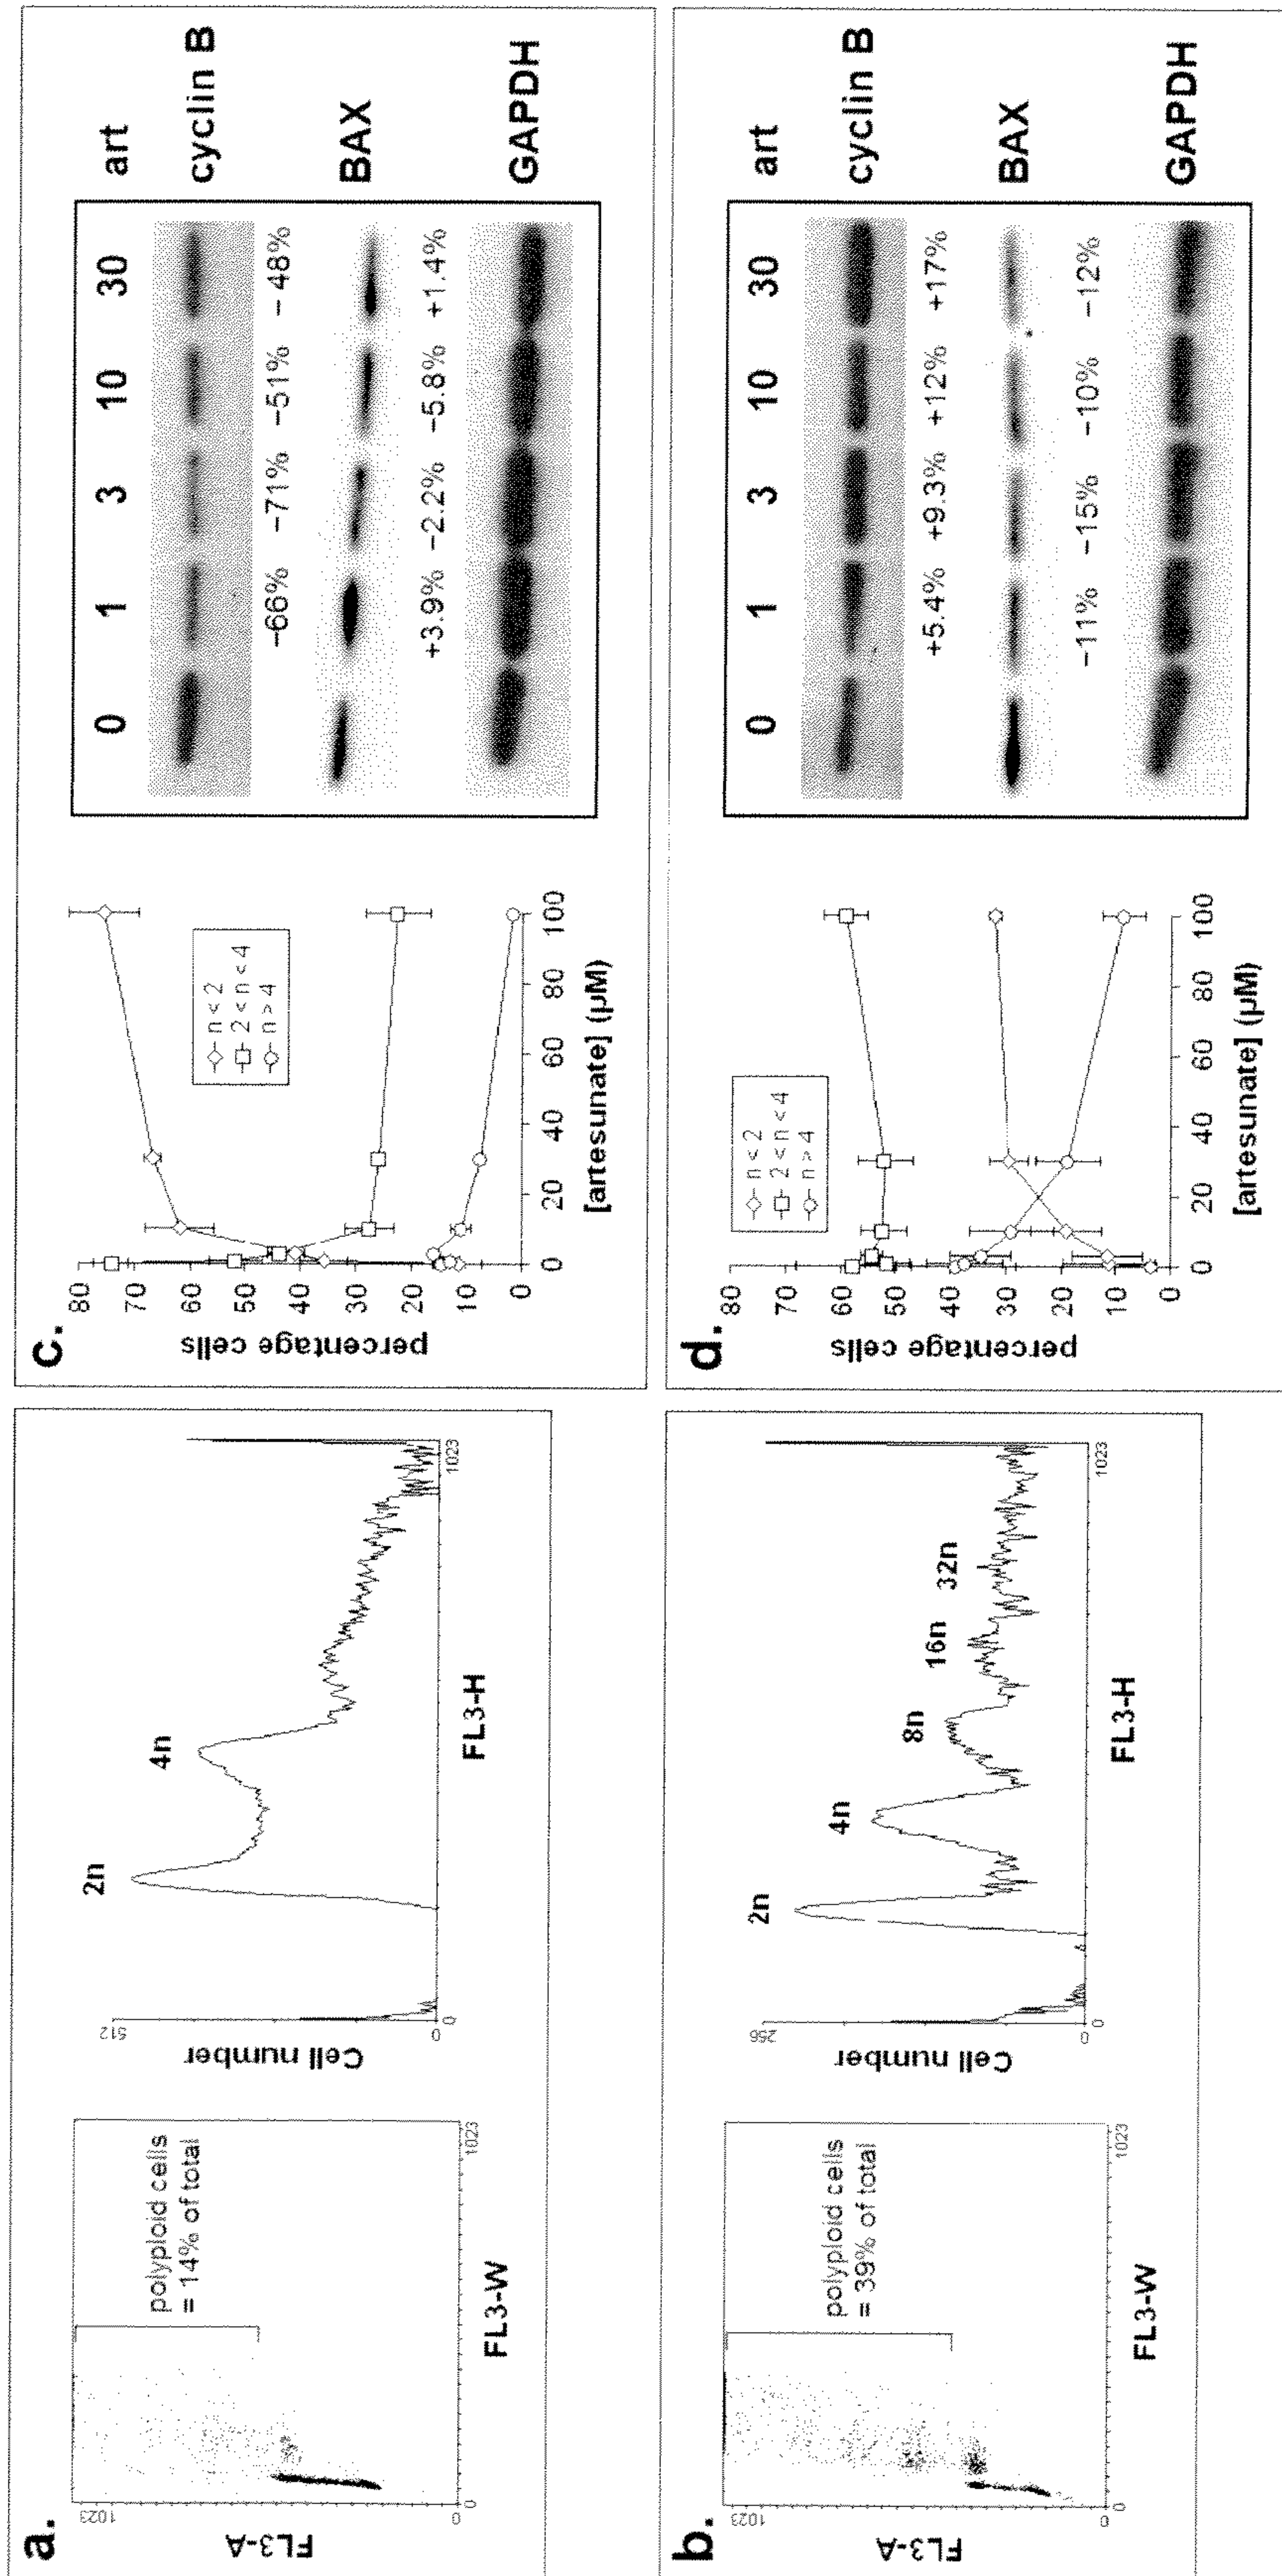 a.
FL3-A
1023
0
1023
FL3-W
polyploid cells
= 14% of total
Cell number
512
0
0
1023
2n
4n
FL3-H
b.
FL3-A
1023
0
1023
FL3-W
polyploid cells
= 39% of total
Cell number
256
0
0
1023
2n
4n
8n
16n
32n
FL3-H
c.
percentage cells
80
70
60
50
40
30
20
10
0
n < 2
2 < n < 4
n > 4
0 20 40 60 80 100
[artesunate] (µM)
0 1 3 10 30 art
cyclin B
−66% −71% −51% −48%
BAX
+3.9% −2.2% −5.8% +1.4%
GAPDH
d.
percentage cells
80
70
60
50
40
30
20
10
0
n < 2
2 < n < 4
n > 4
0 20 40 60 80 100
[artesunate] (µM)
0 1 3 10 30 art
cyclin B
+5.4% +9.3% +12% +17%
BAX
−11% −15% −10% −12%
GAPDH